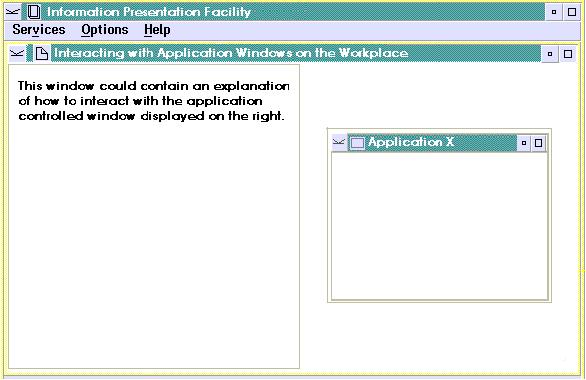 Information Presentation Facility
Services Options Help
Interacting with Application Windows on the Workplace
This window could contain an explanation
of how to interact with the application
controlled window displayed on the right.
Application X